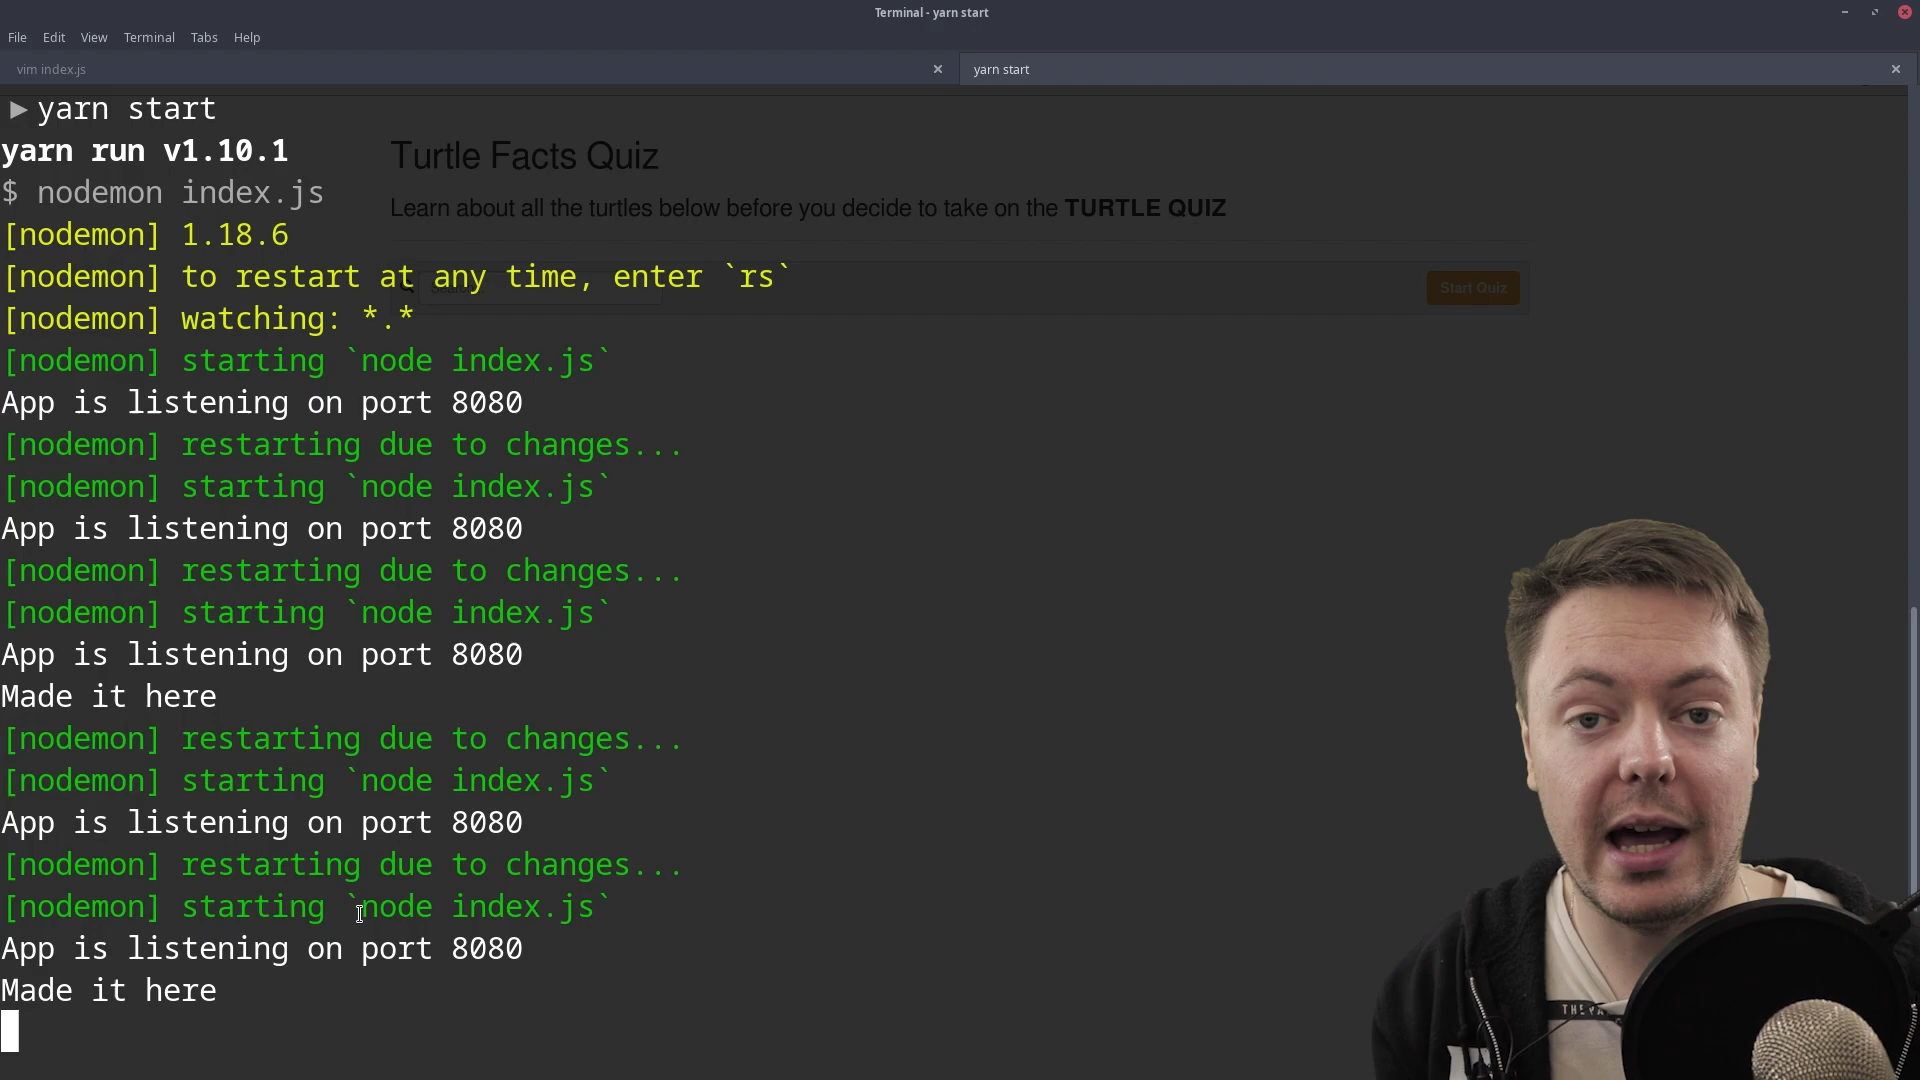 Terminal - yarn start
File Edit View Terminal Tabs Help
vim index.js
yarn start
▶ yarn start
yarn run v1.10.1
$ nodemon index.js
[nodemon] 1.18.6
[nodemon] to restart at any time, enter `rs`
[nodemon] watching: *.*
[nodemon] starting `node index.js`
App is listening on port 8080
[nodemon] restarting due to changes...
[nodemon] starting `node index.js`
App is listening on port 8080
[nodemon] restarting due to changes...
[nodemon] starting `node index.js`
App is listening on port 8080
Made it here
[nodemon] restarting due to changes...
[nodemon] starting `node index.js`
App is listening on port 8080
[nodemon] restarting due to changes...
[nodemon] starting `node index.js`
App is listening on port 8080
Made it here
Turtle Facts Quiz
Learn about all the turtles below before you decide to take on the TURTLE QUIZ
Start Quiz